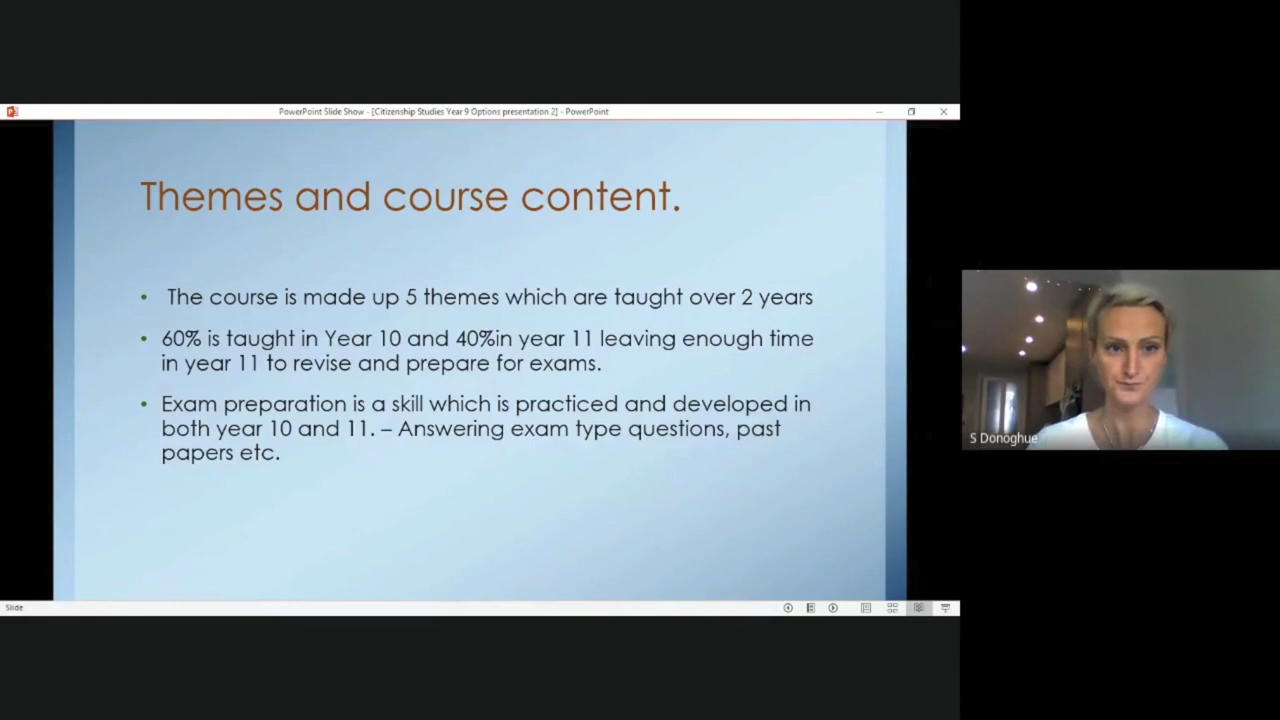 PowerPoint Slide Show - [Citizenship Studies Year 9 Options presentation 2] - PowerPoint
Themes and course content.
• The course is made up 5 themes which are taught over 2 years
• 60% is taught in Year 10 and 40%in year 11 leaving enough time
in year 11 to revise and prepare for exams.
• Exam preparation is a skill which is practiced and developed in
both year 10 and 11. – Answering exam type questions, past
papers etc.
S Donoghue
Slide